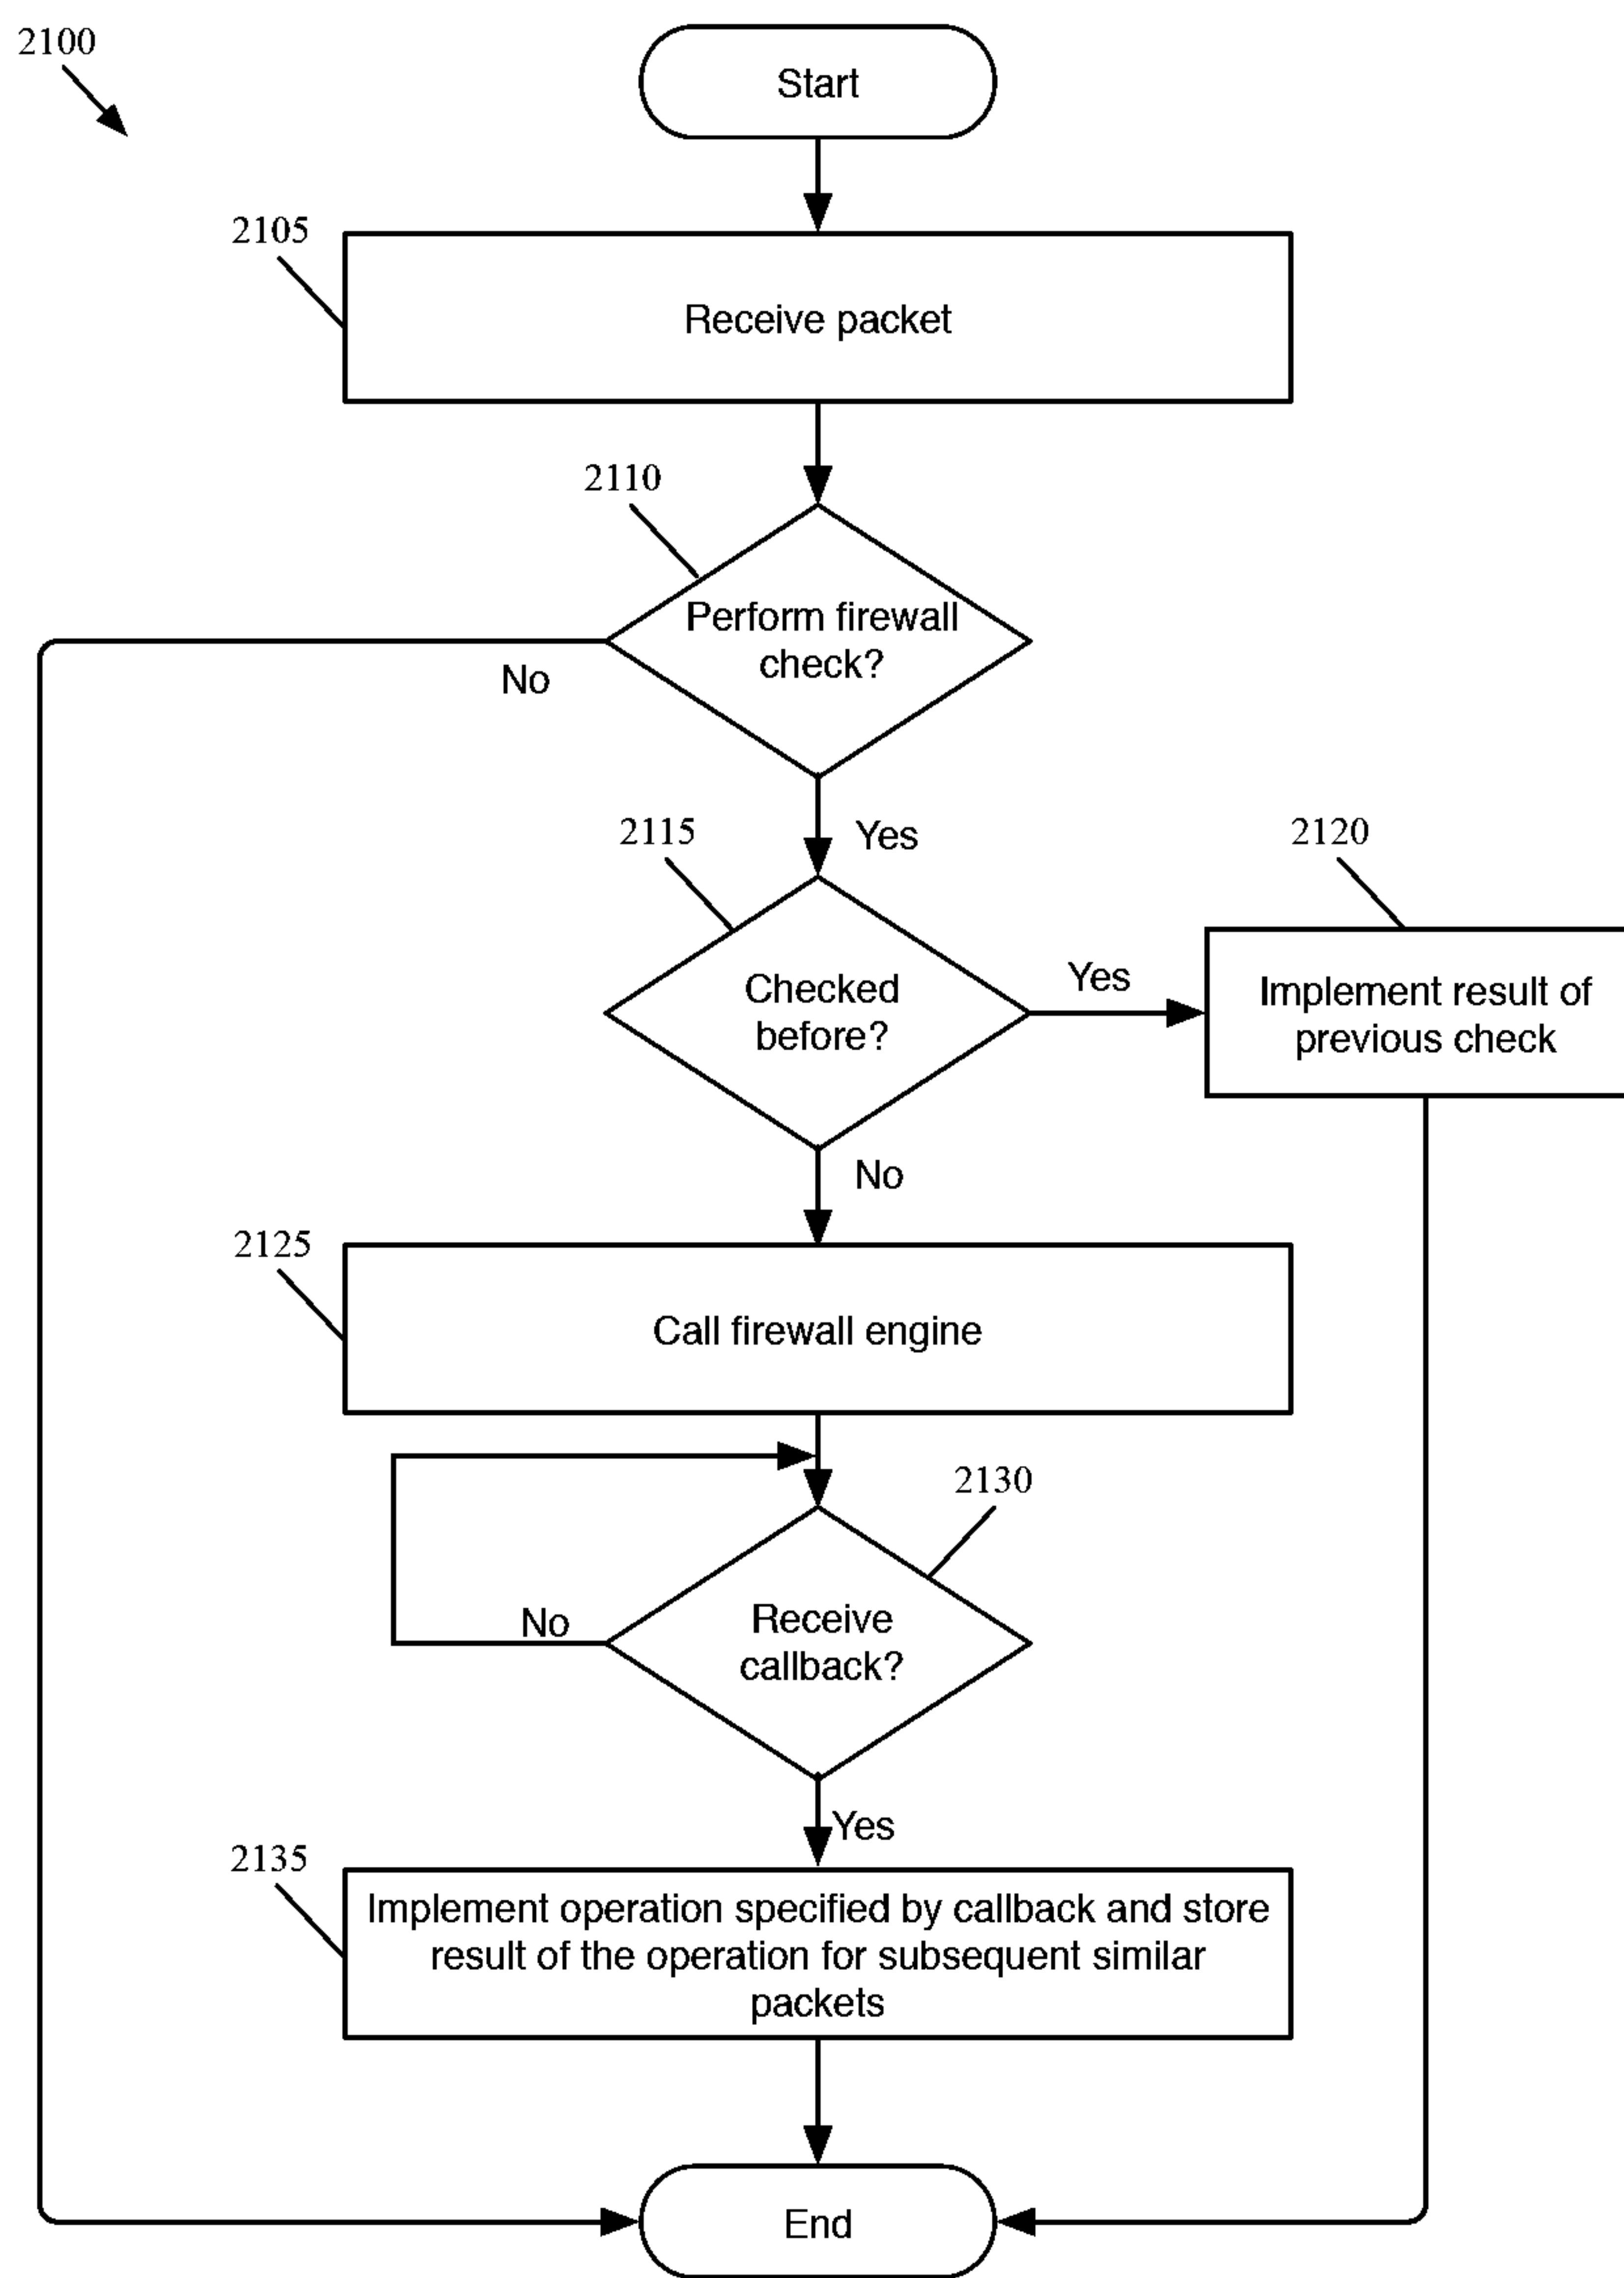 2100
Start
2105
Receive packet
2110
Perform firewall
check?
No
Yes
2115
2120
Checked
before?
Yes
Implement result of
previous check
No
2125
Call firewall engine
2130
Receive
callback?
No
Yes
2135
Implement operation specified by callback and store
result of the operation for subsequent similar
packets
End